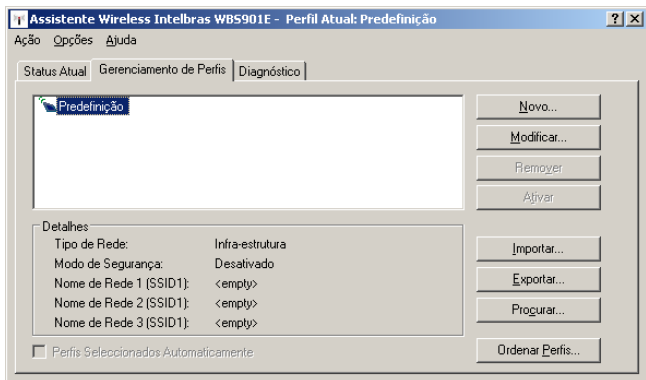 Assistente Wireless Intelbras WBS901E - Perfil Atual: Predefinição
Ação Opções Ajuda
Status Atual Gerenciamento de Perfis Diagnóstico
Predefinição
Novo...
Modificar...
Remover
Ativar
Detalhes
Tipo de Rede: Infra-estrutura
Modo de Segurança: Desativado
Nome de Rede 1 (SSID1): <empty>
Nome de Rede 2 (SSID1): <empty>
Nome de Rede 3 (SSID1): <empty>
Importar...
Exportar...
Procurar...
Perfis Seleccionados Automaticamente
Ordenar Perfis...